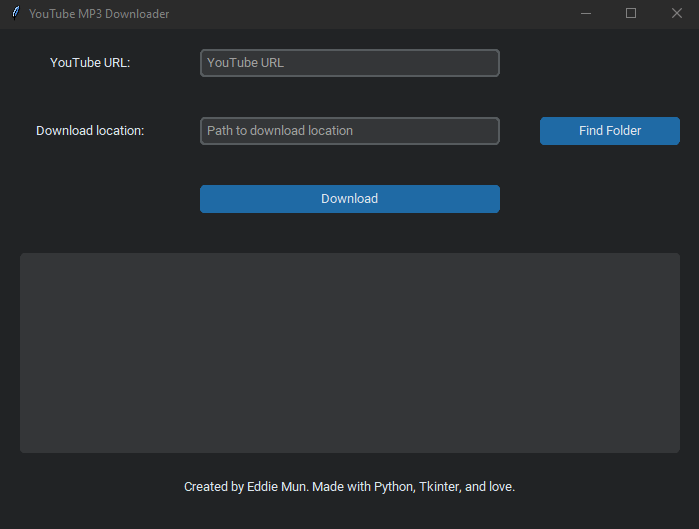 YouTube MP3 Downloader
YouTube URL:
YouTube URL
Download location:
Path to download location
Find Folder
Download
Created by Eddie Mun. Made with Python, Tkinter, and love.